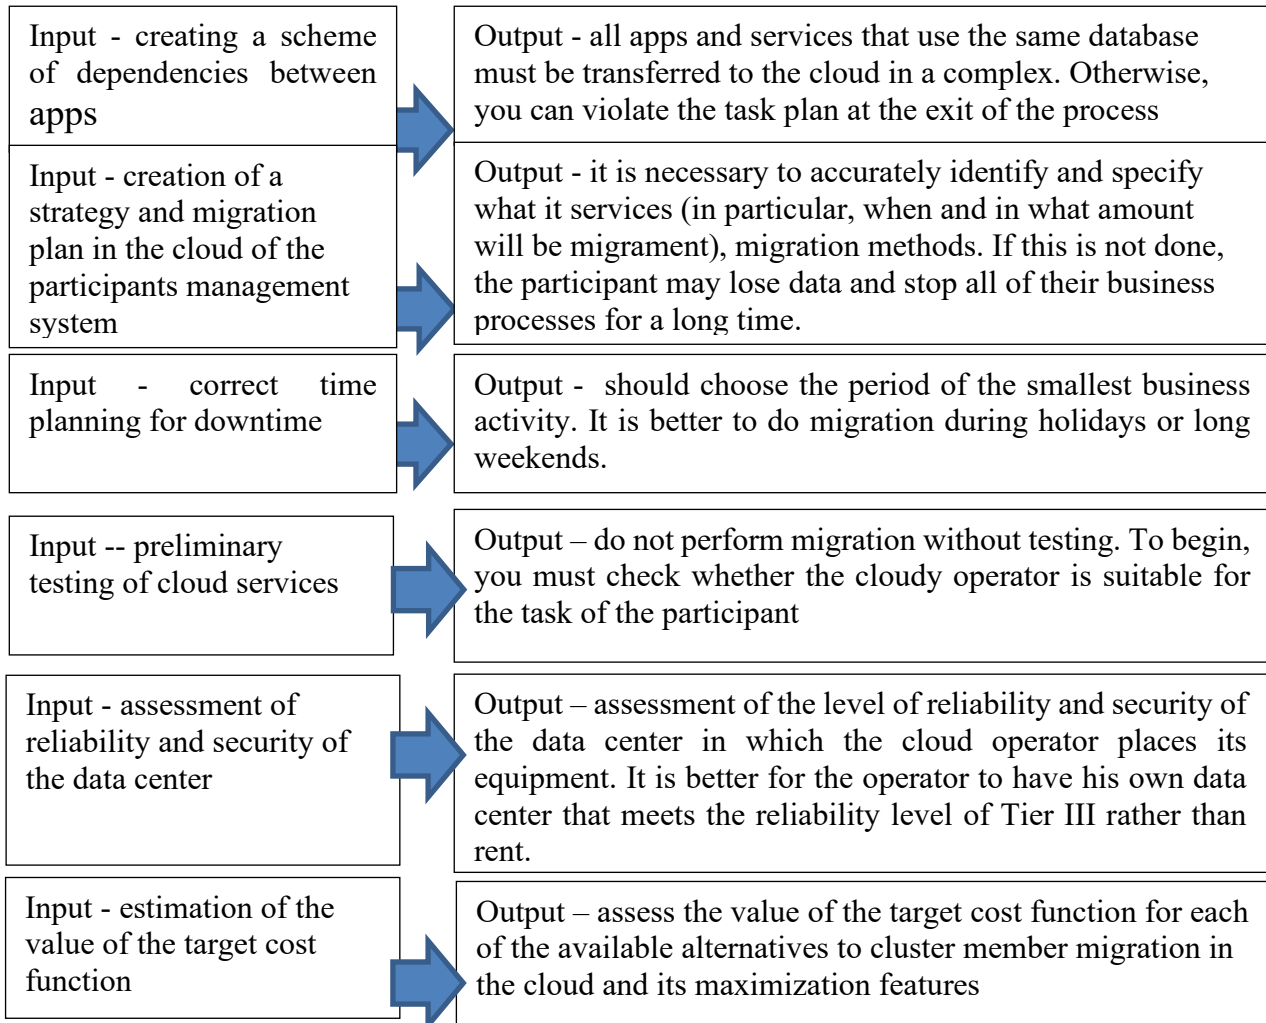 Input - creating a scheme
of dependencies between
apps
Output - all apps and services that use the same database
must be transferred to the cloud in a complex. Otherwise,
you can violate the task plan at the exit of the process
Input - creation of a
strategy and migration
plan in the cloud of the
participants management
system
Output - it is necessary to accurately identify and specify
what it services (in particular, when and in what amount
will be migrament), migration methods. If this is not done,
the participant may lose data and stop all of their business
processes for a long time.
Input - correct time
planning for downtime
Output - should choose the period of the smallest business
activity. It is better to do migration during holidays or long
weekends.
Input -- preliminary
testing of cloud services
Output – do not perform migration without testing. To begin,
you must check whether the cloudy operator is suitable for
the task of the participant
Input - assessment of
reliability and security of
the data center
Output – assessment of the level of reliability and security of
the data center in which the cloud operator places its
equipment. It is better for the operator to have his own data
center that meets the reliability level of Tier III rather than
rent.
Input - estimation of the
value of the target cost
function
Output – assess the value of the target cost function for each
of the available alternatives to cluster member migration in
the cloud and its maximization features